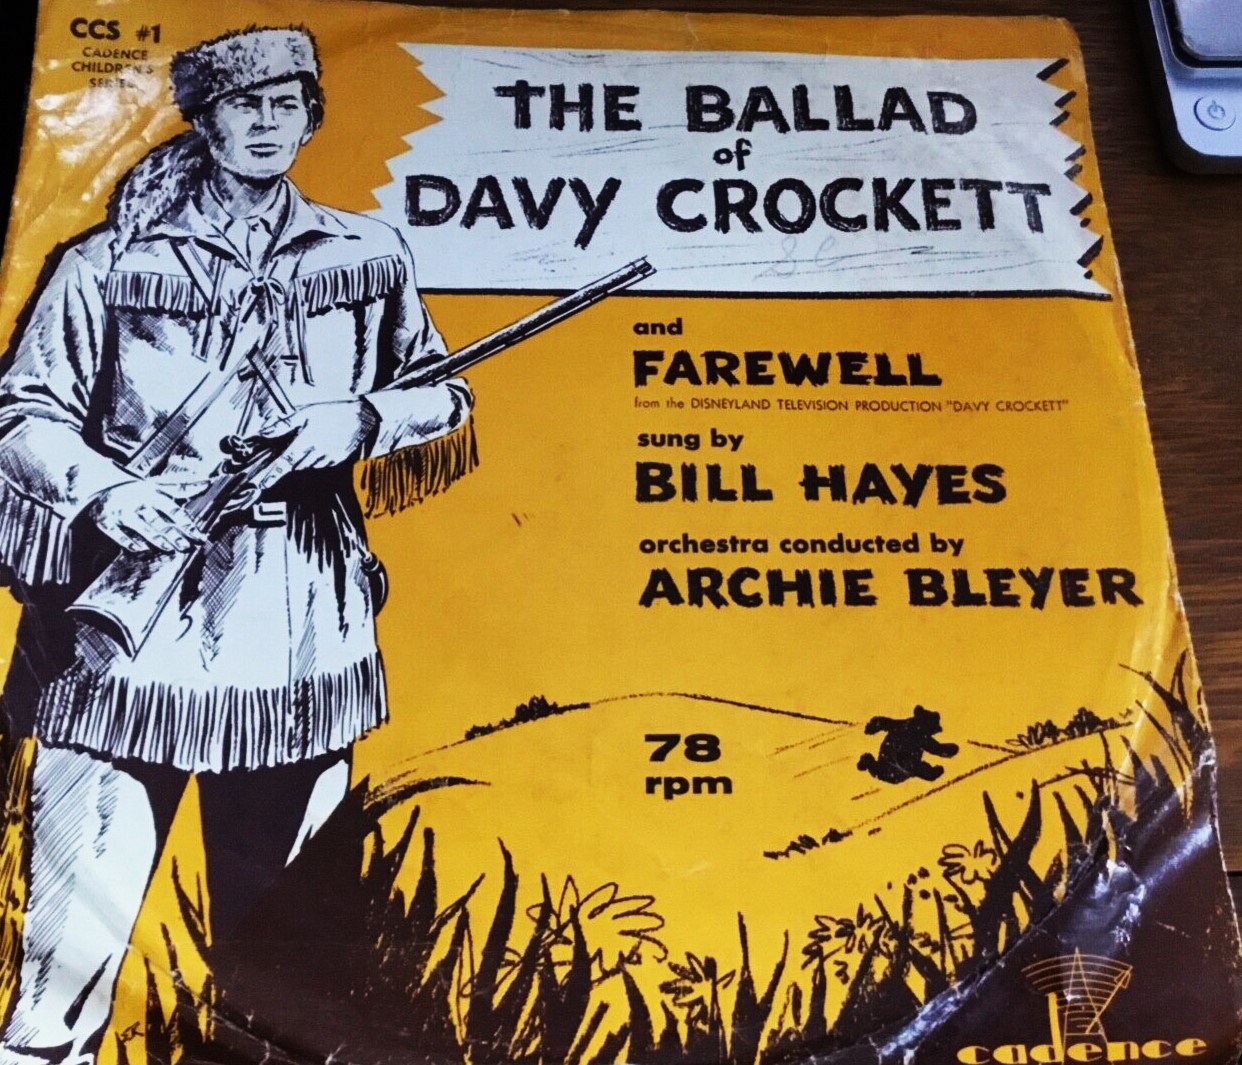 CCS #1
CADENCE
CHILDREN'S
SERIES
THE BALLAD
of
DAVY CROCKETT
and
FAREWELL
from the DISNEYLAND TELEVISION PRODUCTION "DAVY CROCKETT"
sung by
BILL HAYES
orchestra conducted by
ARCHIE BLEYER
78
rpm
cadence